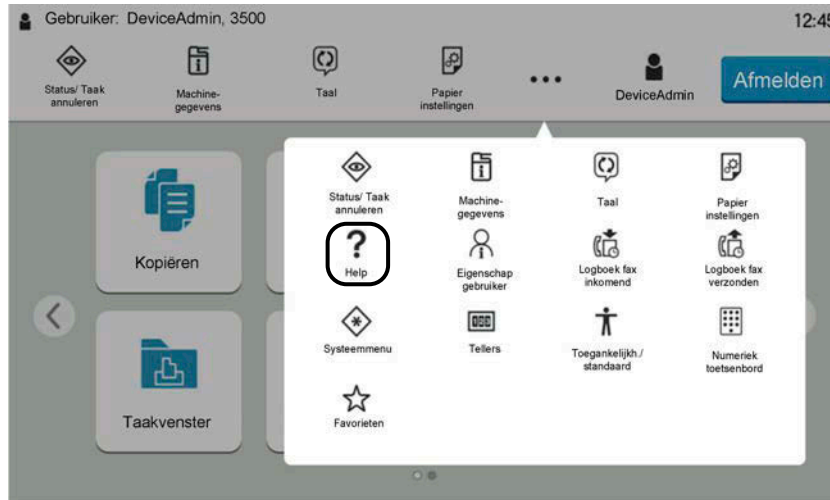 Gebruiker: DeviceAdmin, 3500
12:45
Status/ Taak
annuleren
Machine-
gegevens
Taal
Papier
instellingen
DeviceAdmin
Afmelden
Status/ Taak
annuleren
Machine-
gegevens
Taal
Papier
instellingen
?
Help
Eigenschap
gebruiker
Logboek fax
inkomend
Logboek fax
verzonden
Systeemmenu
Tellers
Toegankelijkh./
standaard
Numeriek
toetsenbord
Favorieten
Kopiëren
Taakvenster